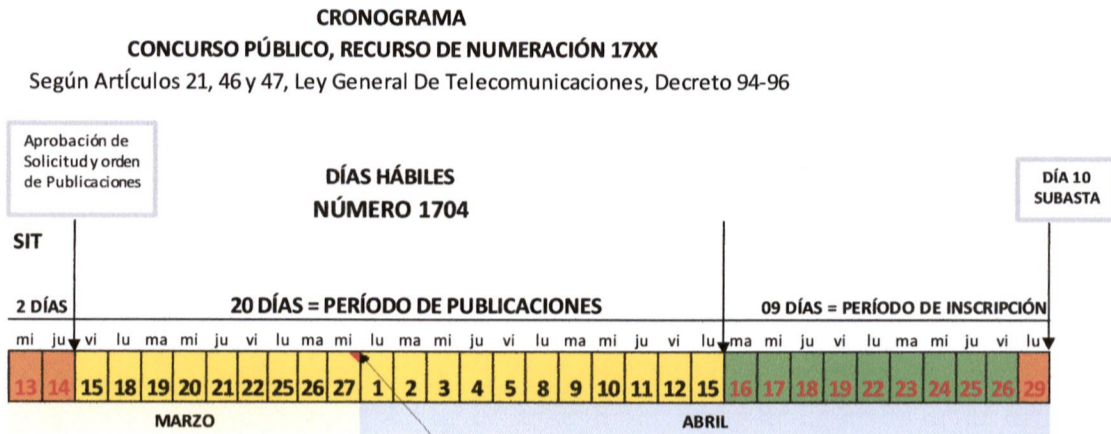 CRONOGRAMA
CONCURSO PÚBLICO, RECURSO DE NUMERACIÓN 17XX
Según Artículos 21, 46 y 47, Ley General De Telecomunicaciones, Decreto 94-96
Aprobación de
Solicitud y orden
de Publicaciones
DÍAS HÁBILES
NÚMERO 1704
DÍA 10
SUBASTA
SIT
2 DÍAS 20 DÍAS = PERÍODO DE PUBLICACIONES 09 DÍAS = PERÍODO DE INSCRIPCIÓN
mi ju vi lu ma mi ju vi lu ma mi lu ma mi ju vi lu ma mi ju vi lu ma mi ju vi lu ma mi ju vi lu
13 14 15 18 19 20 21 22 25 26 27 1 2 3 4 5 8 9 10 11 12 15 16 17 18 19 22 23 24 25 26 29
MARZO ABRIL